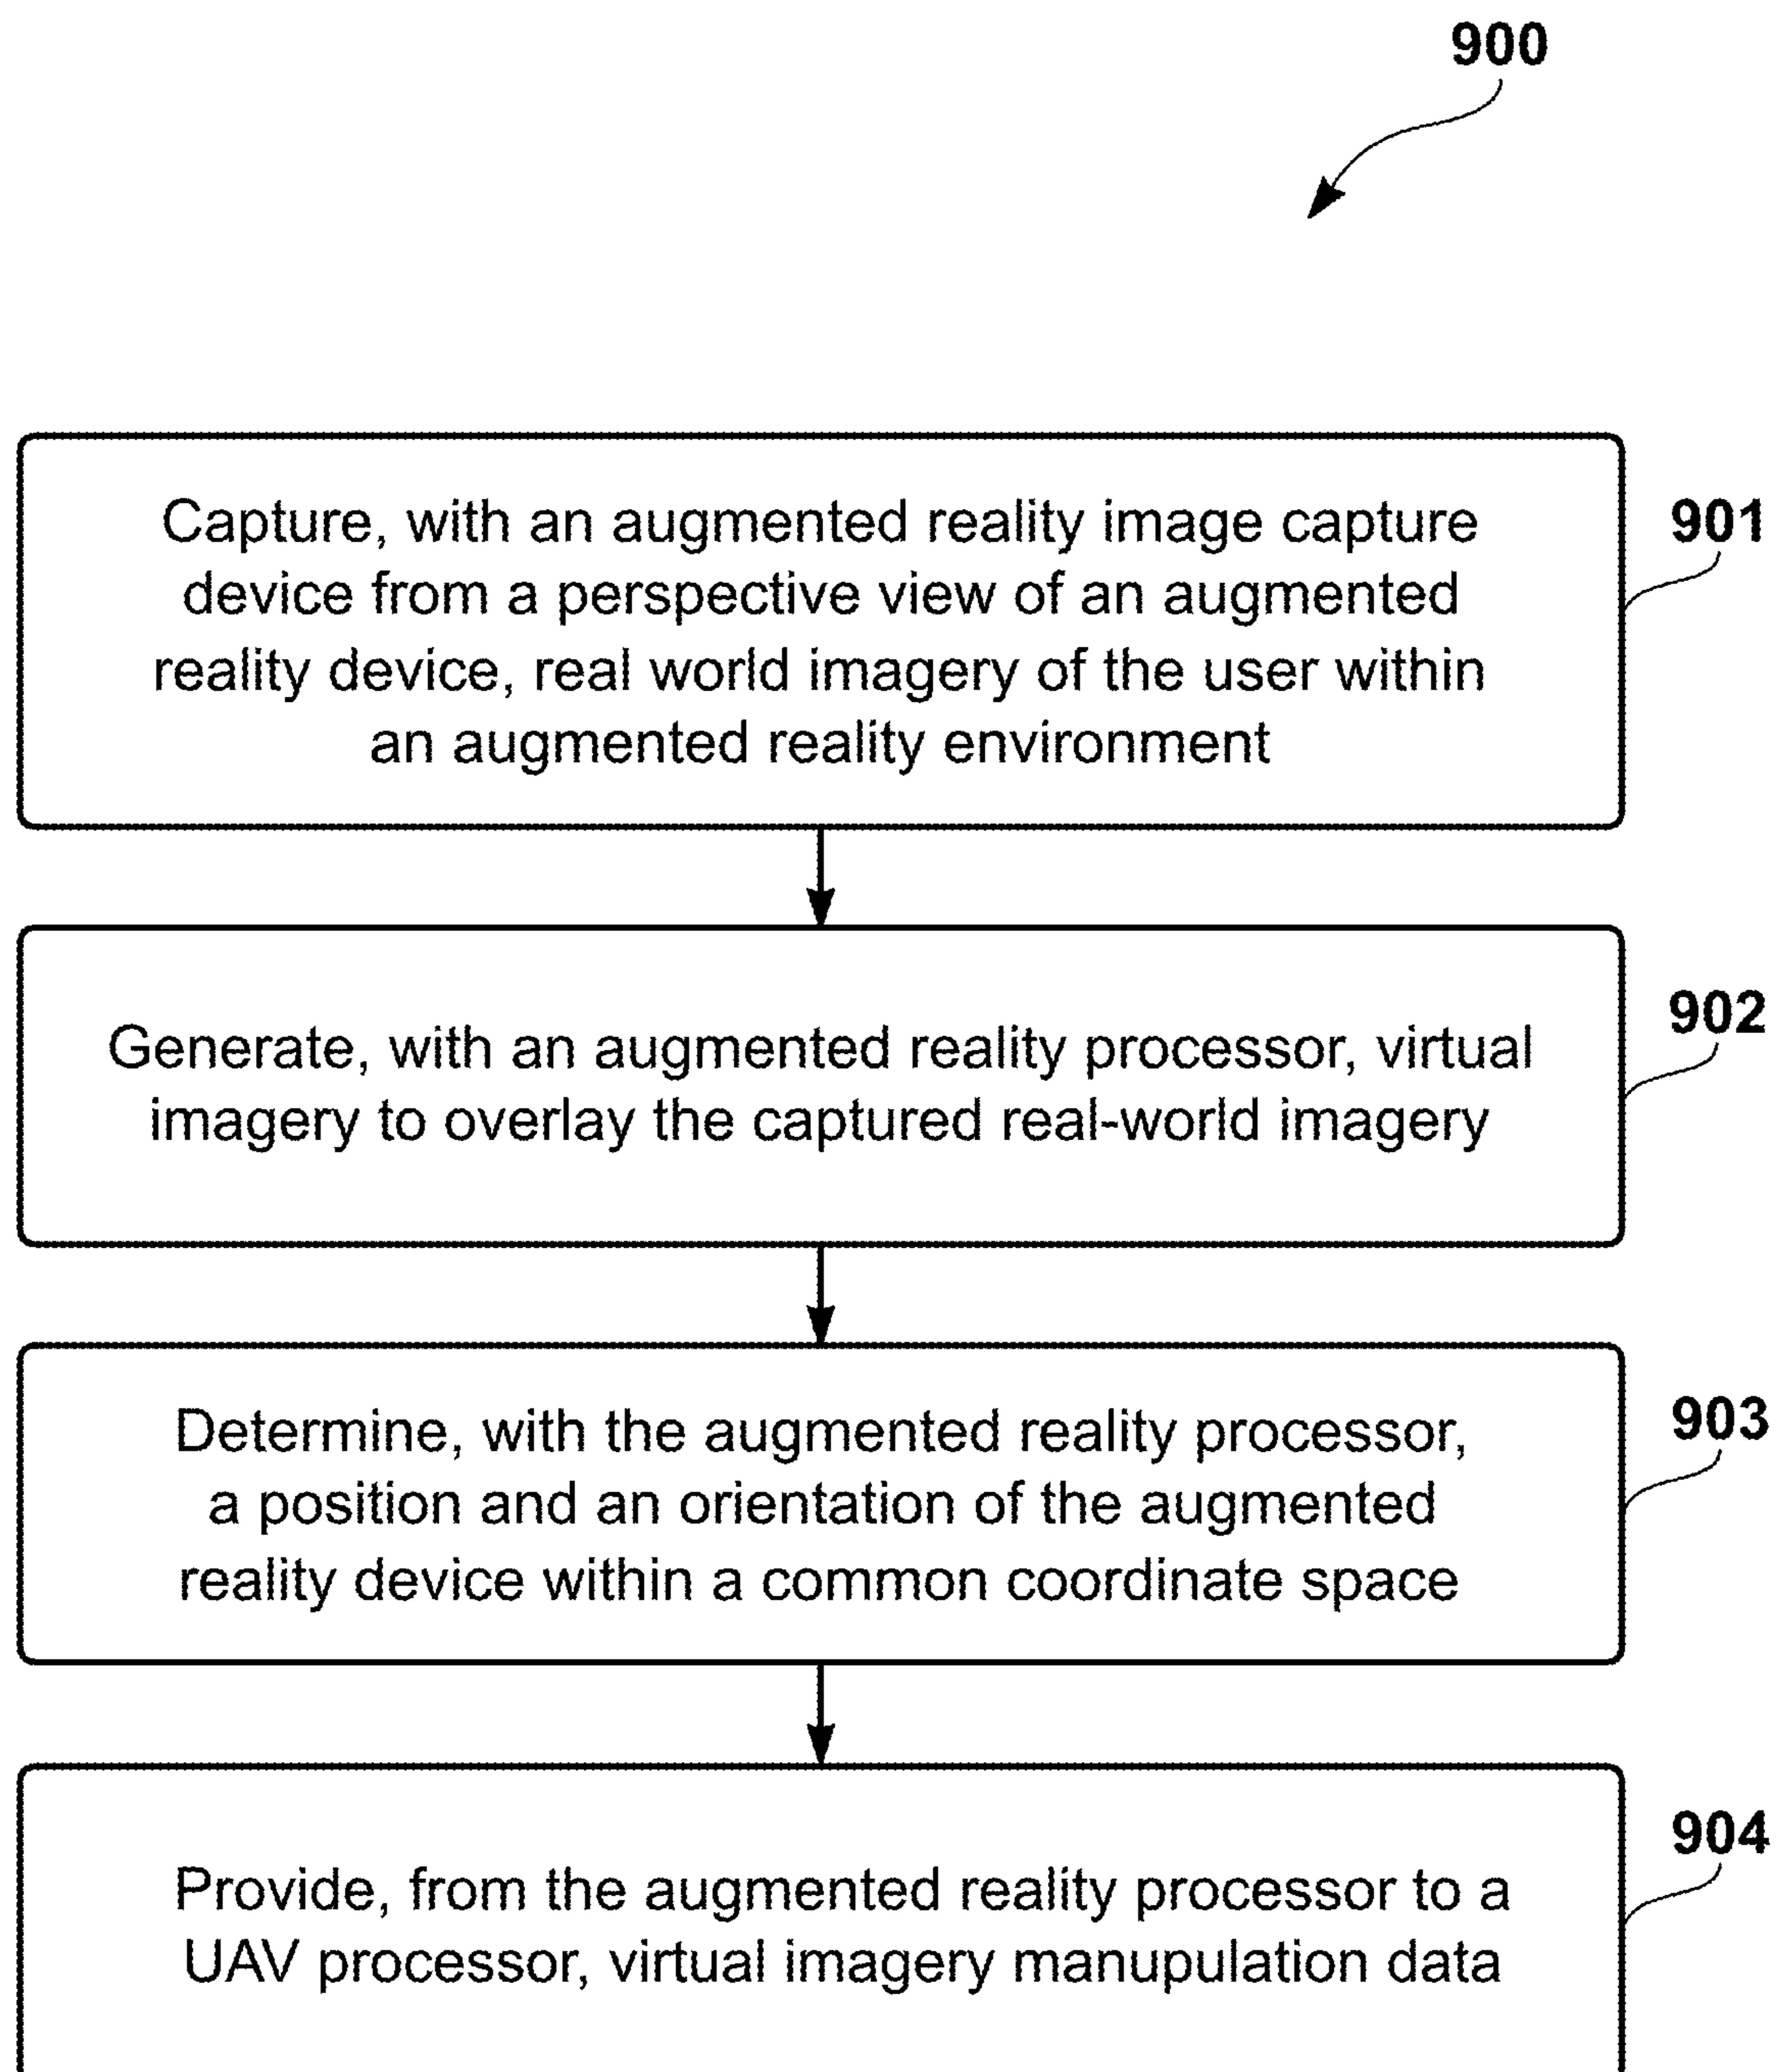 900
Capture, with an augmented reality image capture
device from a perspective view of an augmented
reality device, real world imagery of the user within
an augmented reality environment
901
Generate, with an augmented reality processor, virtual
imagery to overlay the captured real-world imagery
902
Determine, with the augmented reality processor,
a position and an orientation of the augmented
reality device within a common coordinate space
903
Provide, from the augmented reality processor to a
UAV processor, virtual imagery manupulation data
904